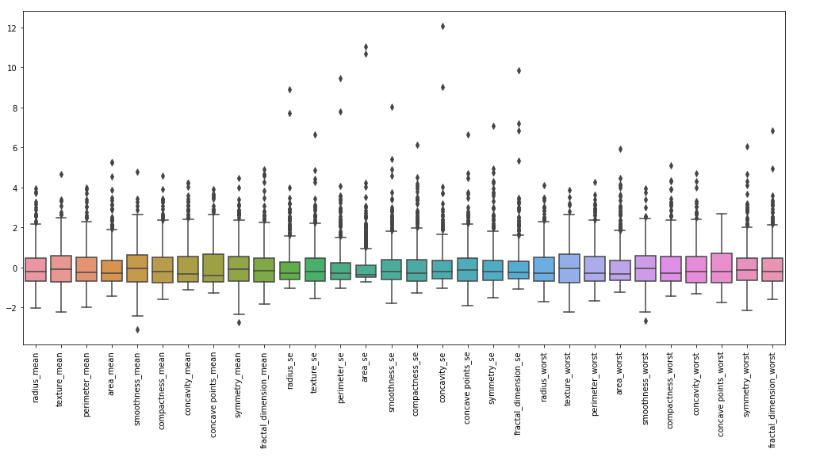 12
10
8
6
4
2
0
−2
radius_mean
texture_mean
perimeter_mean
area_mean
smoothness_mean
compactness_mean
concavity_mean
concave points_mean
symmetry_mean
fractal_dimension_mean
radius_se
texture_se
perimeter_se
area_se
smoothness_se
compactness_se
concavity_se
concave points_se
symmetry_se
fractal_dimension_se
radius_worst
texture_worst
perimeter_worst
area_worst
smoothness_worst
compactness_worst
concavity_worst
concave points_worst
symmetry_worst
fractal_dimension_worst